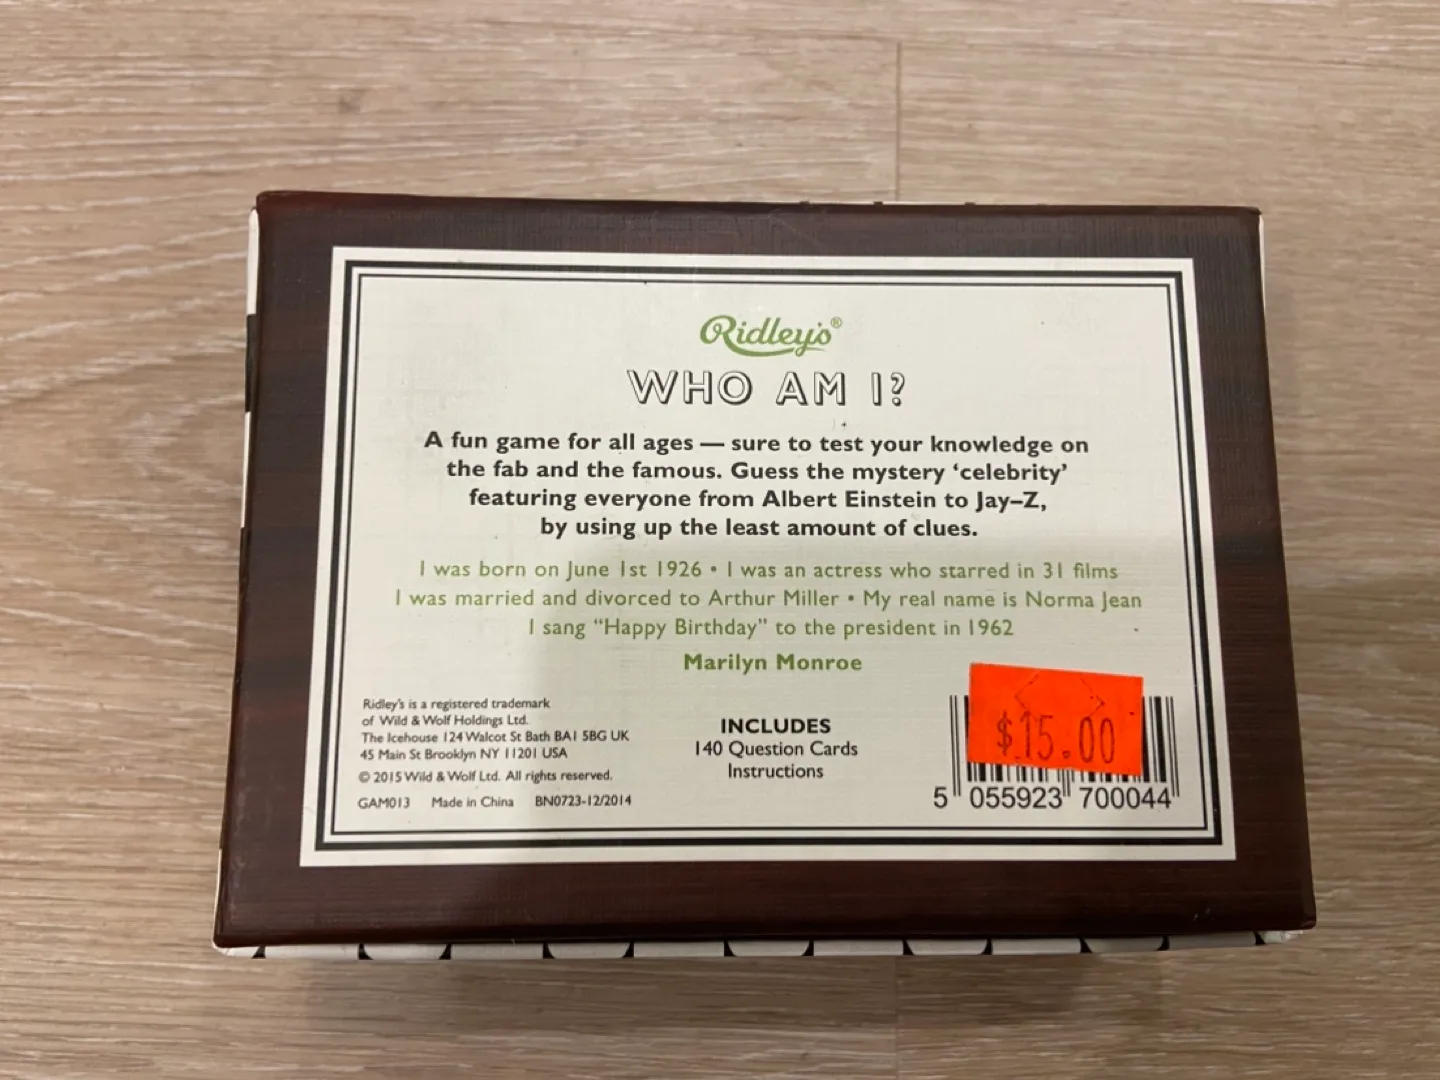 Ridley's®
WHO AM I?
A fun game for all ages — sure to test your knowledge on
the fab and the famous. Guess the mystery ‘celebrity’
featuring everyone from Albert Einstein to Jay–Z,
by using up the least amount of clues.
I was born on June 1st 1926 • I was an actress who starred in 31 films
I was married and divorced to Arthur Miller • My real name is Norma Jean
I sang “Happy Birthday” to the president in 1962
Marilyn Monroe
Ridley's is a registered trademark
of Wild & Wolf Holdings Ltd.
The Icehouse 124 Walcot St Bath BA1 5BG UK
45 Main St Brooklyn NY 11201 USA
© 2015 Wild & Wolf Ltd. All rights reserved.
GAM013 Made in China BN0723-12/2014
INCLUDES
140 Question Cards
Instructions
$15.00
5 055923 700044